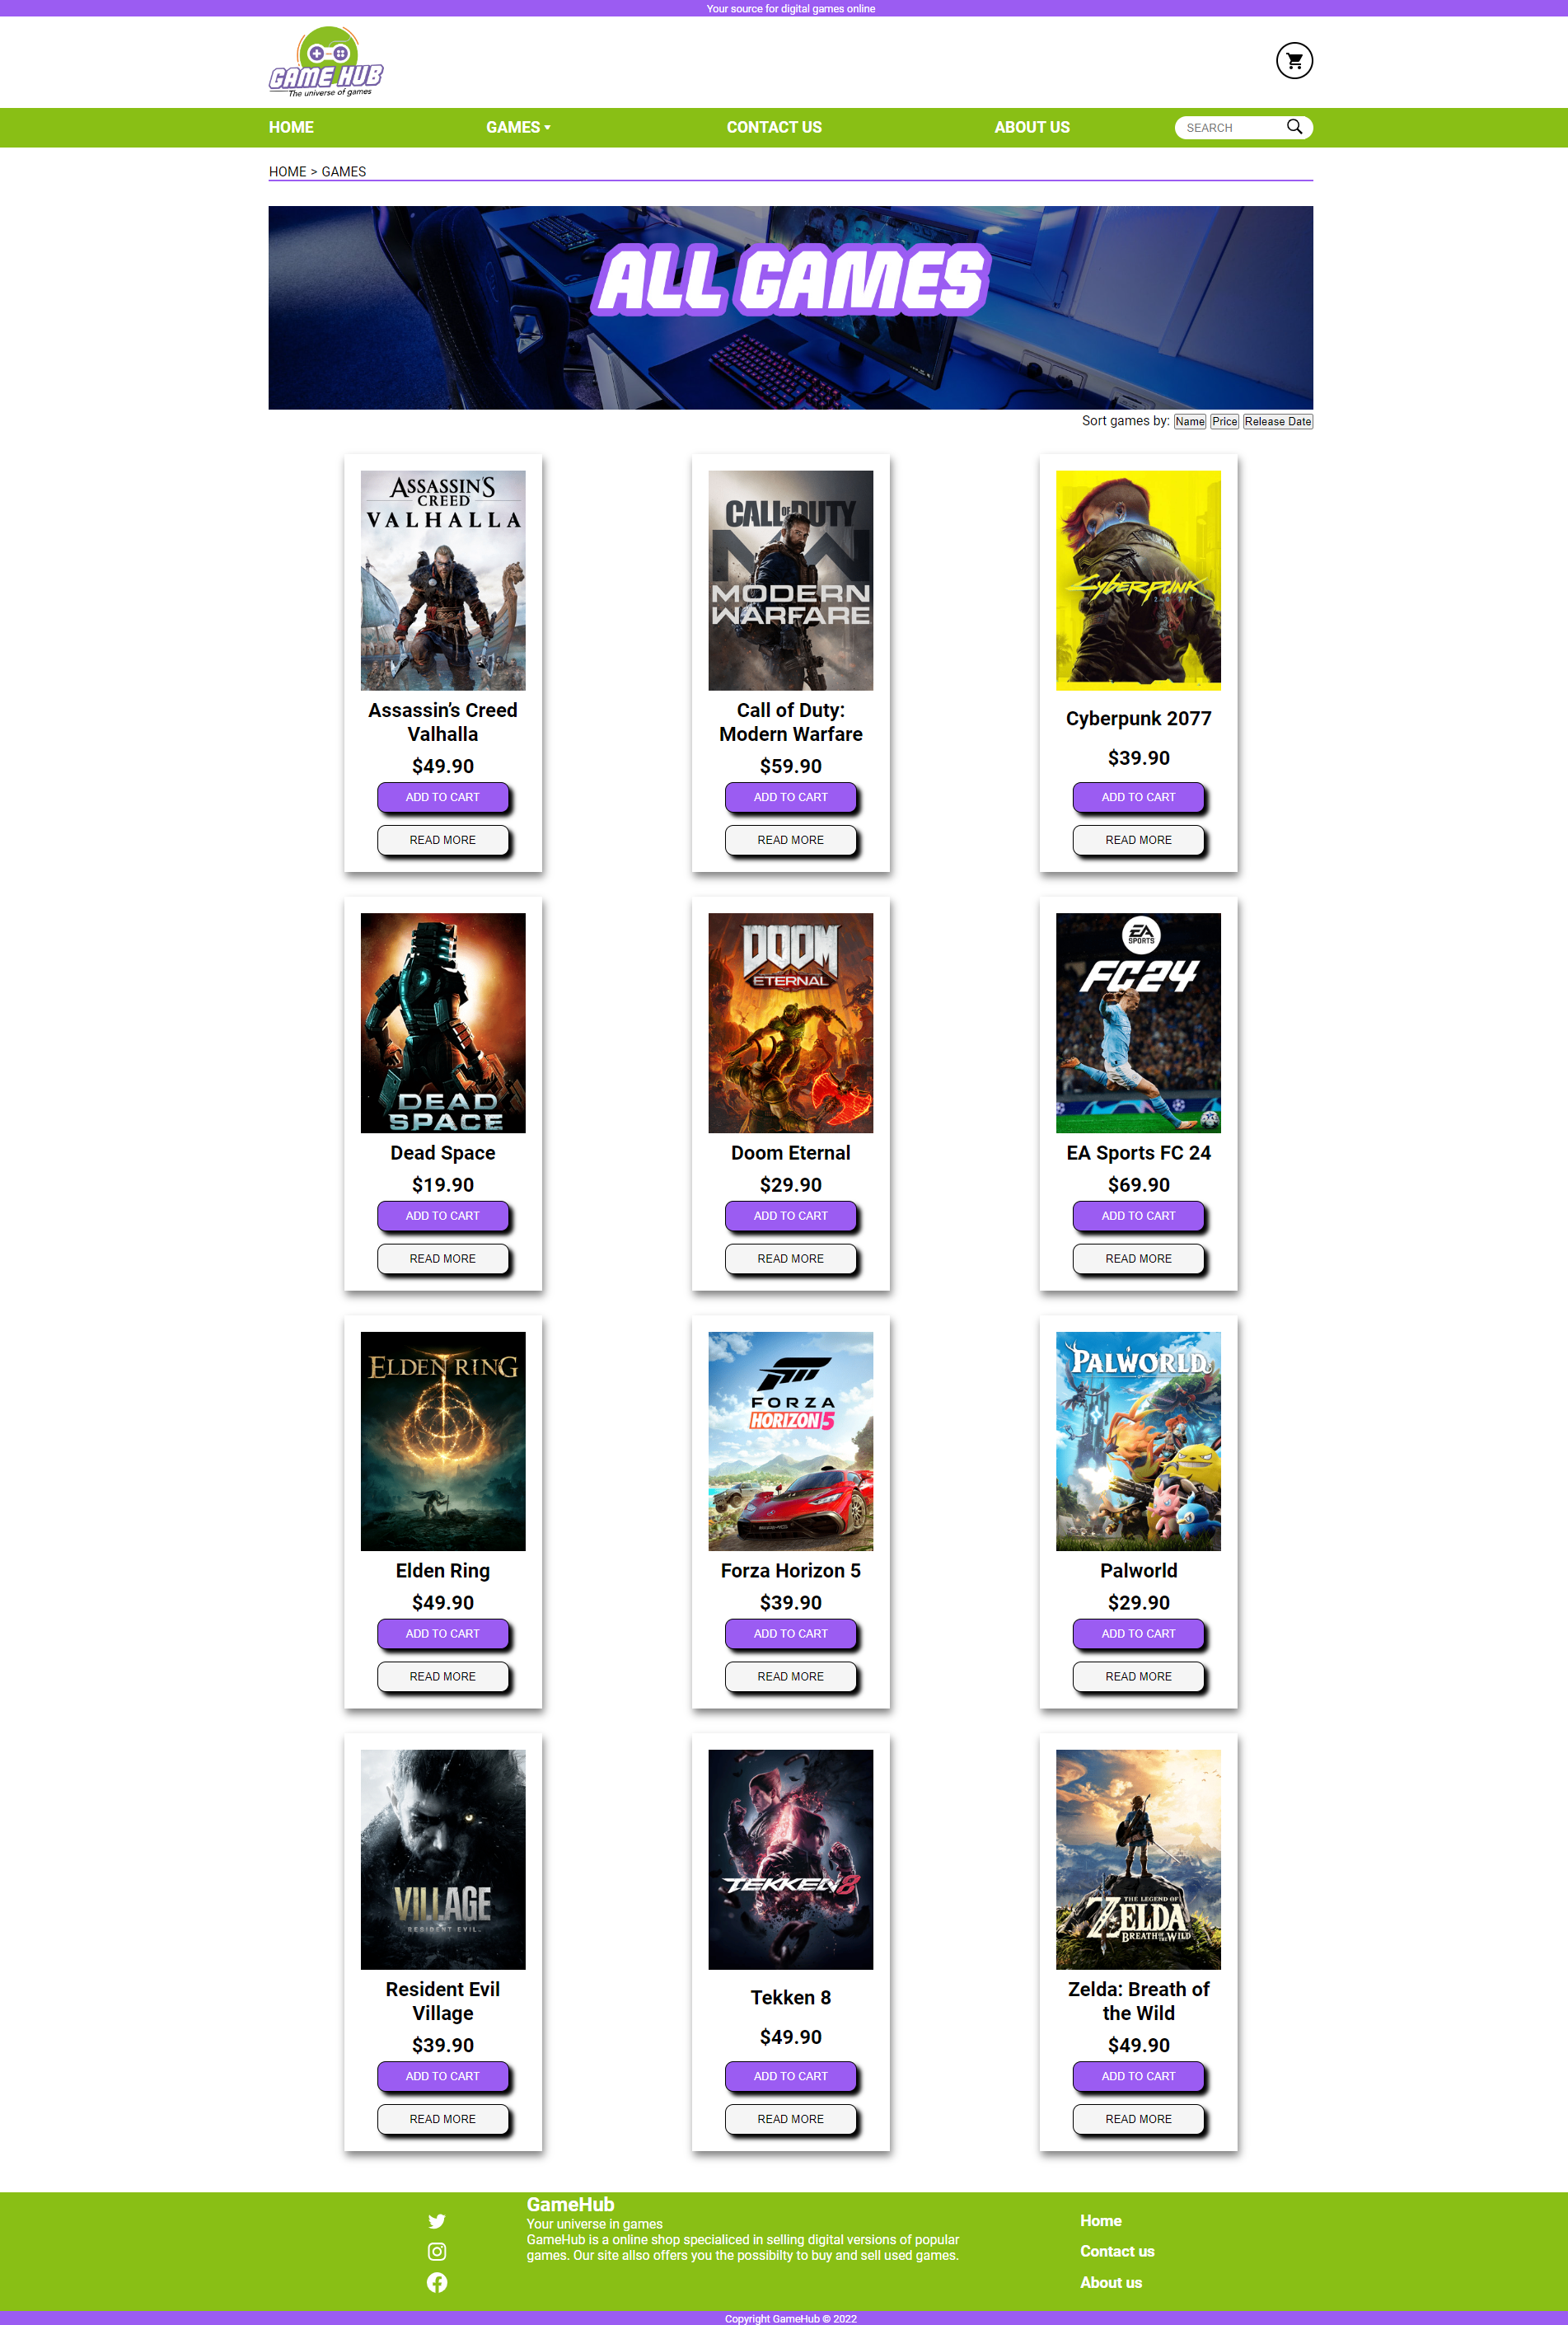 Your source for digital games online
GAME HUB
The universe of games
HOME
GAMES
CONTACT US
ABOUT US
SEARCH
HOME > GAMES
ALL GAMES
Sort games by: Name Price Release Date
ASSASSIN'S
CREED
VALHALLA
Assassin’s Creed
Valhalla
$49.90
ADD TO CART
READ MORE
CALL OF DUTY
MW
MODERN
WARFARE
Call of Duty:
Modern Warfare
$59.90
ADD TO CART
READ MORE
Cyberpunk
2077
Cyberpunk 2077
$39.90
ADD TO CART
READ MORE
DEAD
SPACE
Dead Space
$19.90
ADD TO CART
READ MORE
DOOM
ETERNAL
Doom Eternal
$29.90
ADD TO CART
READ MORE
EA
SPORTS
FC24
EA Sports FC 24
$69.90
ADD TO CART
READ MORE
ELDEN RING
Elden Ring
$49.90
ADD TO CART
READ MORE
FORZA
HORIZON 5
Forza Horizon 5
$39.90
ADD TO CART
READ MORE
PALWORLD
Palworld
$29.90
ADD TO CART
READ MORE
VILLAGE
RESIDENT EVIL
Resident Evil
Village
$39.90
ADD TO CART
READ MORE
TEKKEN 8
Tekken 8
$49.90
ADD TO CART
READ MORE
THE LEGEND OF
ZELDA
BREATH OF THE WILD
Zelda: Breath of
the Wild
$49.90
ADD TO CART
READ MORE
GameHub
Your universe in games
GameHub is a online shop specialiced in selling digital versions of popular
games. Our site allso offers you the possibilty to buy and sell used games.
Home
Contact us
About us
Copyright GameHub © 2022